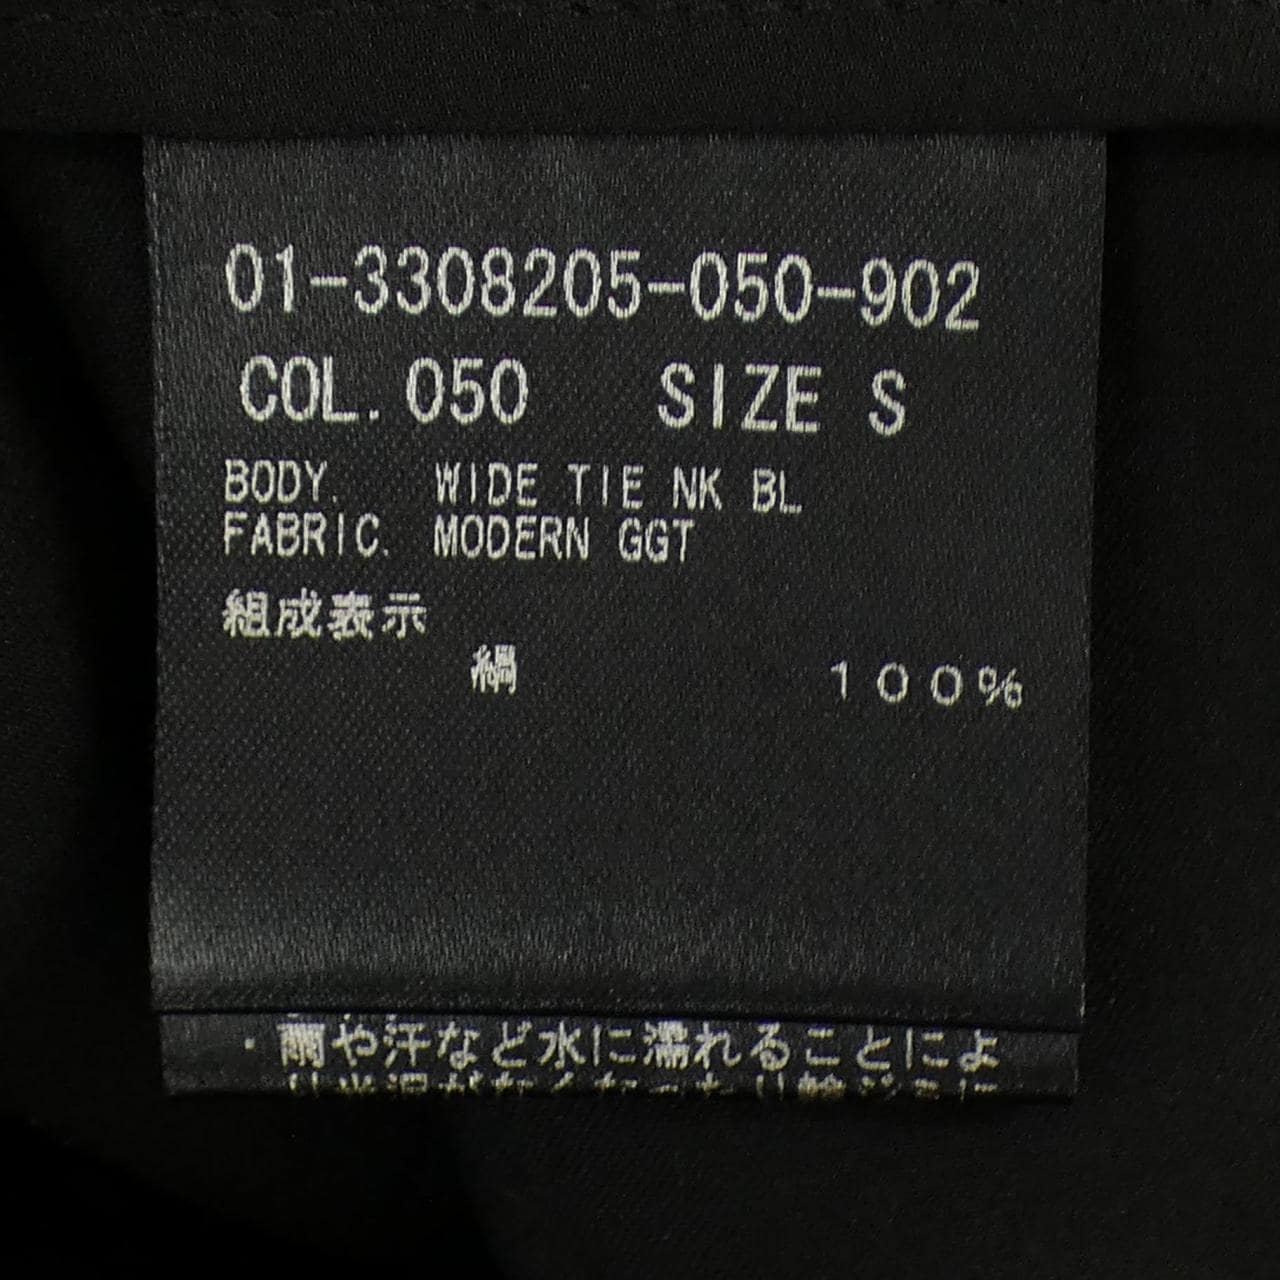 01-3308205-050-902
COL. 050 SIZE S
BODY. WIDE TIE NK BL
FABRIC. MODERN GGT
組成表示
絹 100%
・雨や汗など水に濡れることによ